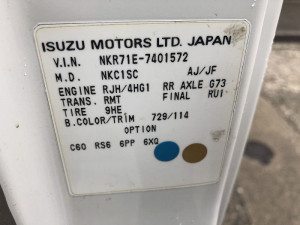 ISUZU MOTORS LTD. JAPAN
V.I.N. NKR71E-7401572
M.D. NKC1SC AJ/JF
ENGINE RJH/4HG1 RR AXLE G73
TRANS. RMT FINAL RU1
TIRE 9HE
B.COLOR/TRIM 729/114
OPTION
C60 RS6 6PP 6XO